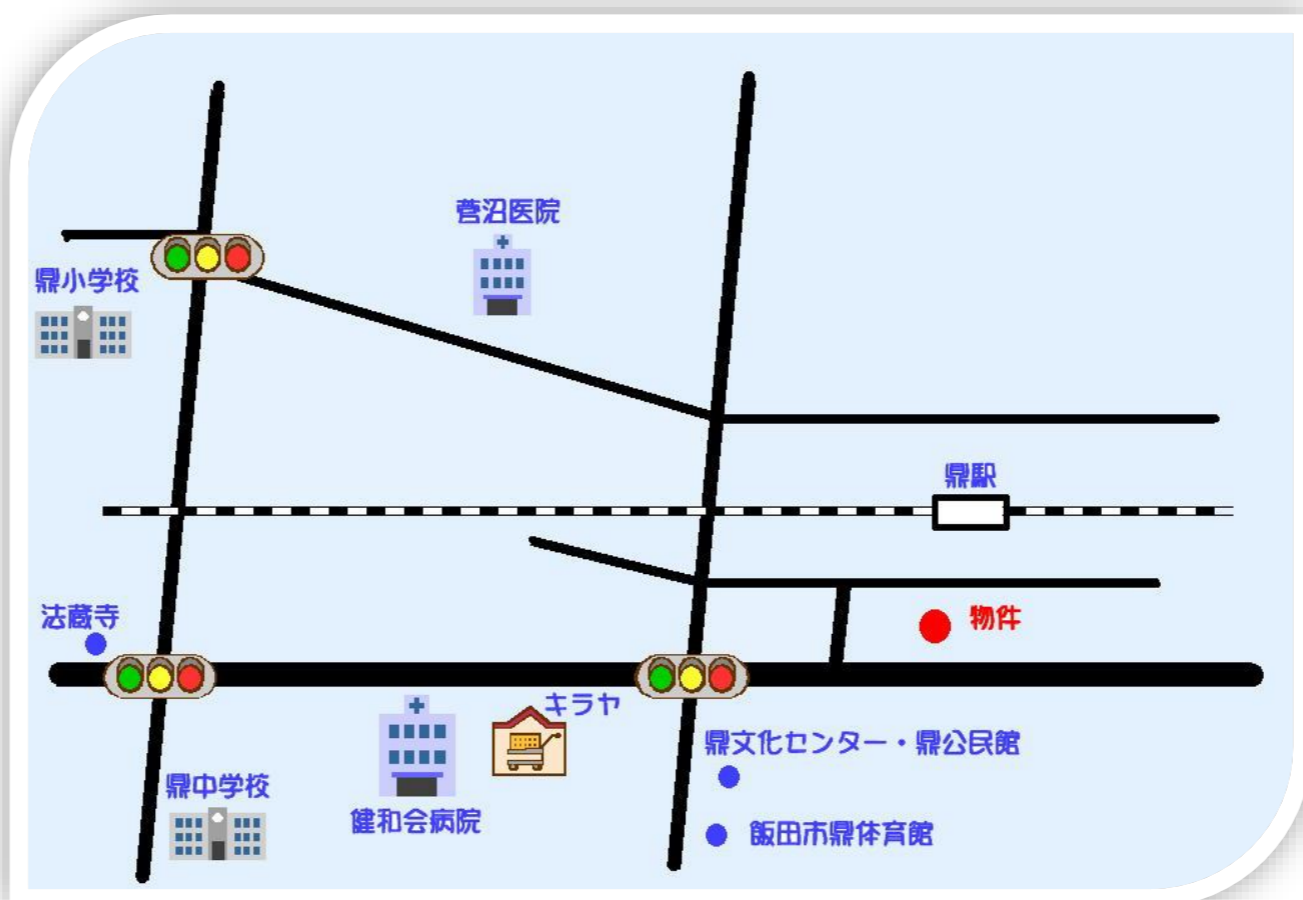 菅沼医院
鼎小学校
鼎駅
法蔵寺
物件
キラヤ
鼎文化センター・鼎公民館
鼎中学校
健和会病院
飯田市鼎体育館